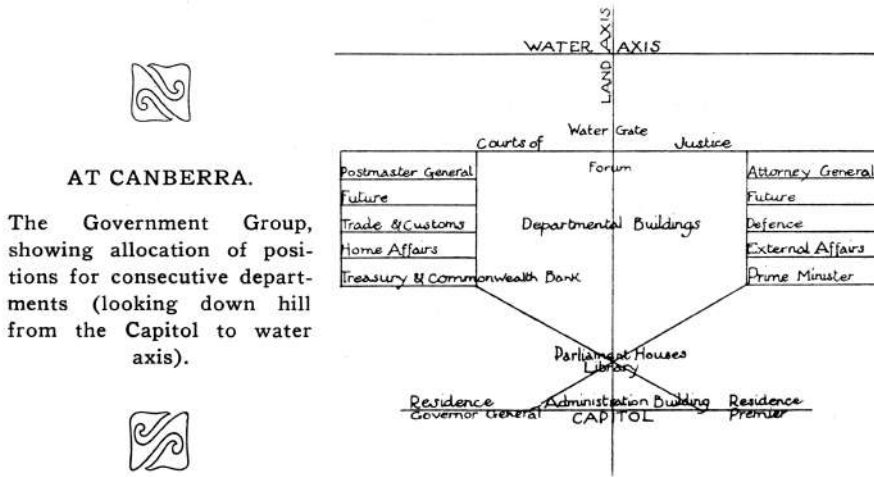 AT CANBERRA.
The Government Group,
showing allocation of posi-
tions for consecutive depart-
ments (looking down hill
from the Capitol to water
axis).
LAND AXIS
WATER AXIS
Water Gate
Courts of Justice
Forum
Postmaster General
Future
Trade & Customs
Home Affairs
Treasury & Commonwealth Bank
Departmental Buildings
Attorney General
Future
Defence
External Affairs
Prime Minister
Parliament Houses
Library
Residence Administration Building Residence
Governor General CAPITOL Premier